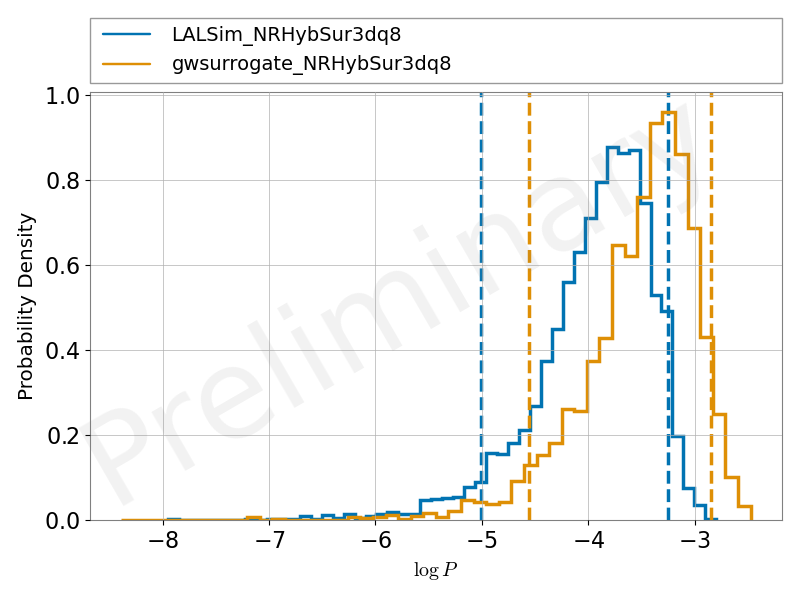 LALSim_NRHybSur3dq8
gwsurrogate_NRHybSur3dq8
Preliminary
Probability Density
1.0
0.8
0.6
0.4
0.2
0.0
−8 −7 −6 −5 −4 −3
log P